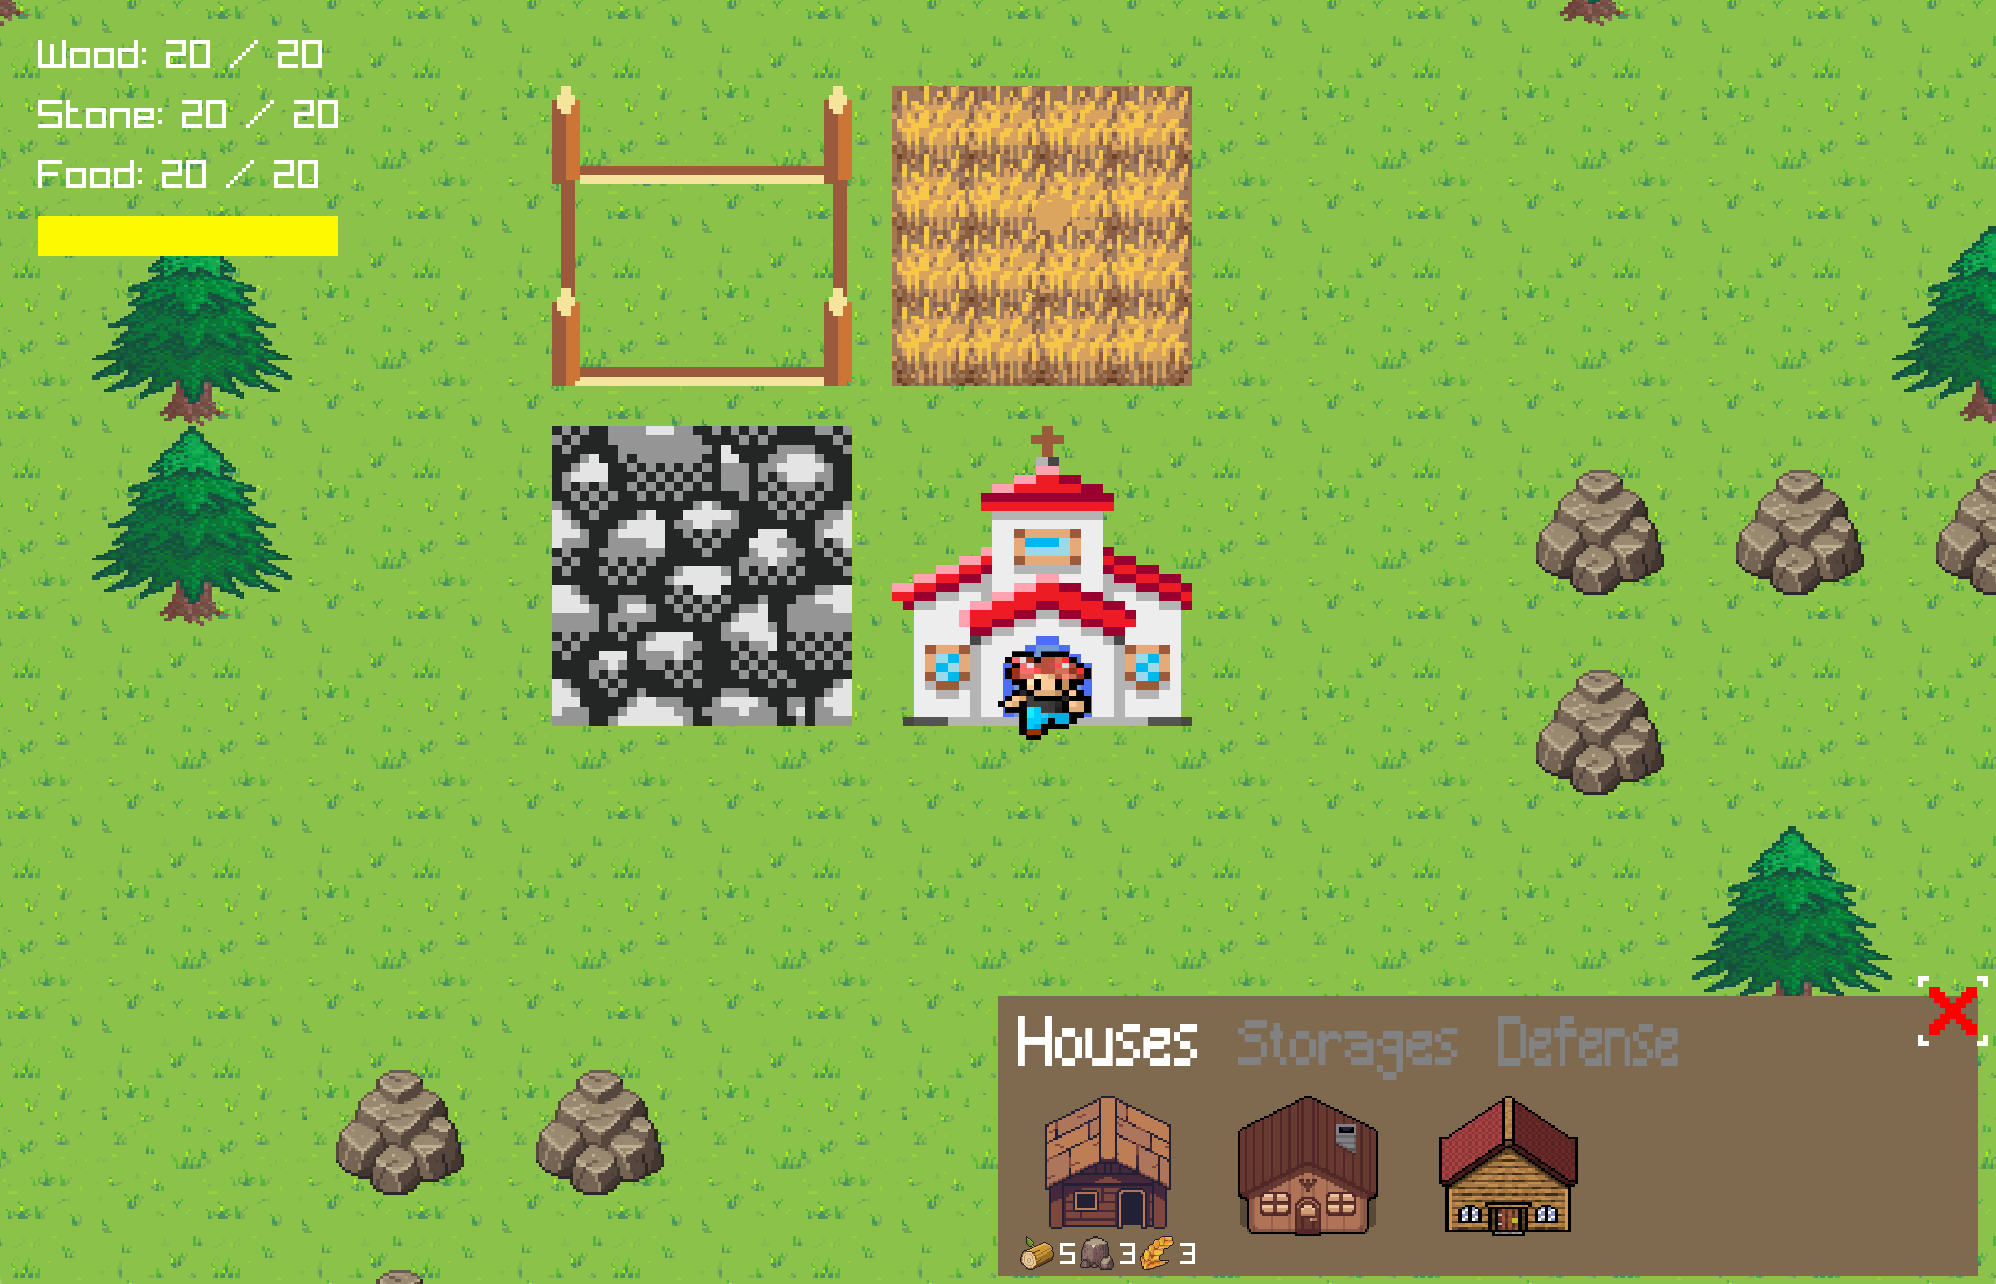 Wood: 20 / 20
Stone: 20 / 20
Food: 20 / 20
Houses Storages Defense
5 3 3